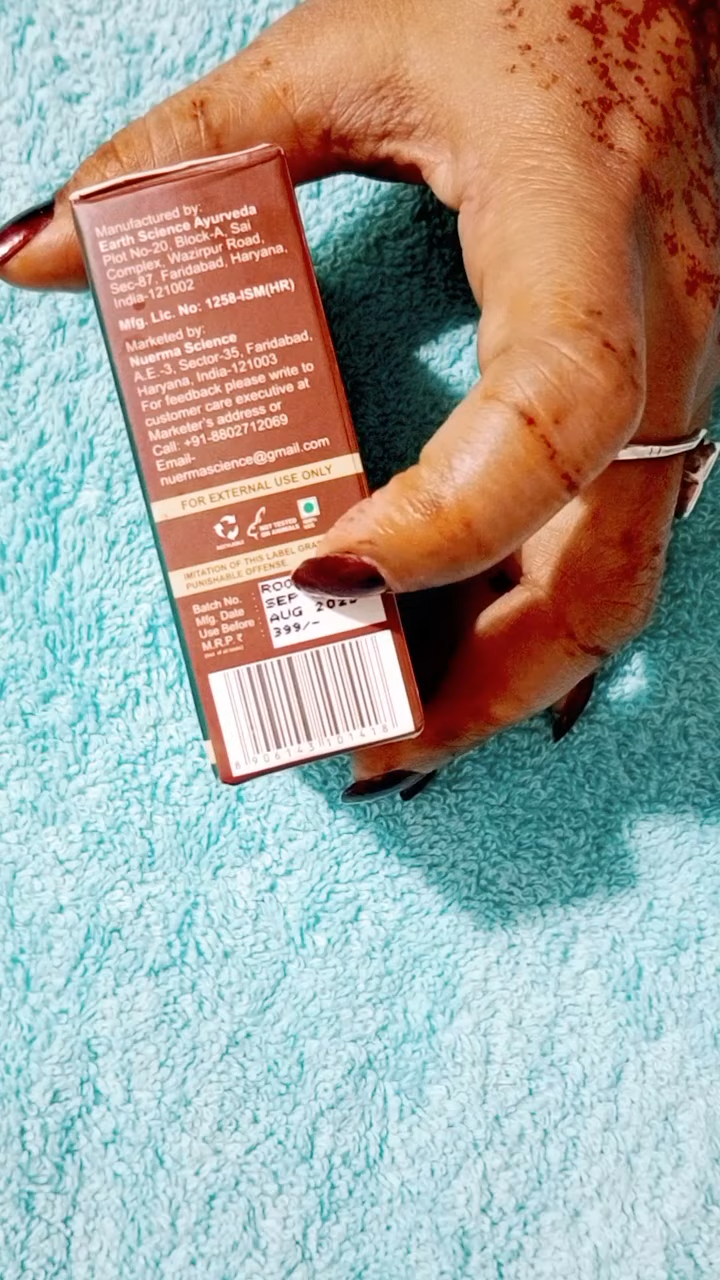 Manufactured by:
Earth Science Ayurveda
Plot No-20, Block-A, Sai
Complex, Wazirpur Road,
Sec-87, Faridabad, Haryana,
India-121002
Mfg. Lic. No: 1258-ISM(HR)
Marketed by:
Nuerma Science
A.E.-3, Sector-35, Faridabad,
Haryana, India-121003
For feedback please write to
customer care executive at
Marketer's address or
Call: +91-8802712069
Email-
nuermascience@gmail.com
FOR EXTERNAL USE ONLY
NOT TESTED
ON ANIMALS
IMITATION OF THIS LABEL
PUNISHABLE OFFENSE.
Batch No. :
Mfg. Date : SEP
Use Before : AUG
M.R.P.₹ : 399/-
8 906143 101418